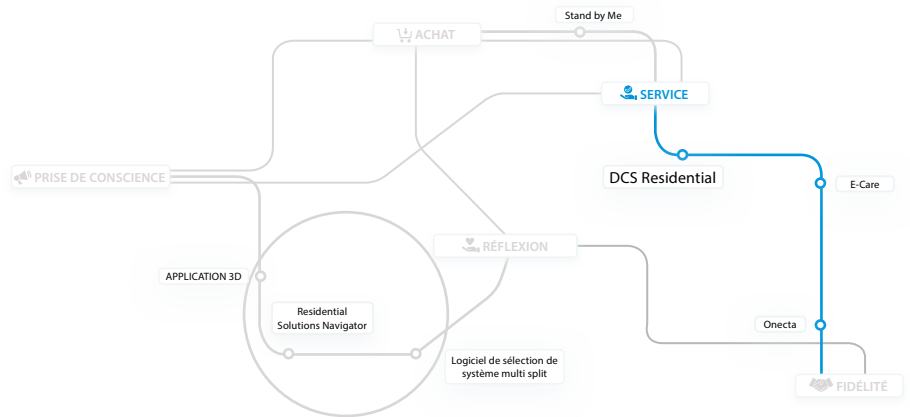 Stand by Me
ACHAT
SERVICE
PRISE DE CONSCIENCE
DCS Residential
E-Care
RÉFLEXION
APPLICATION 3D
Residential
Solutions Navigator
Onecta
Logiciel de sélection de
système multi split
FIDÉLITÉ